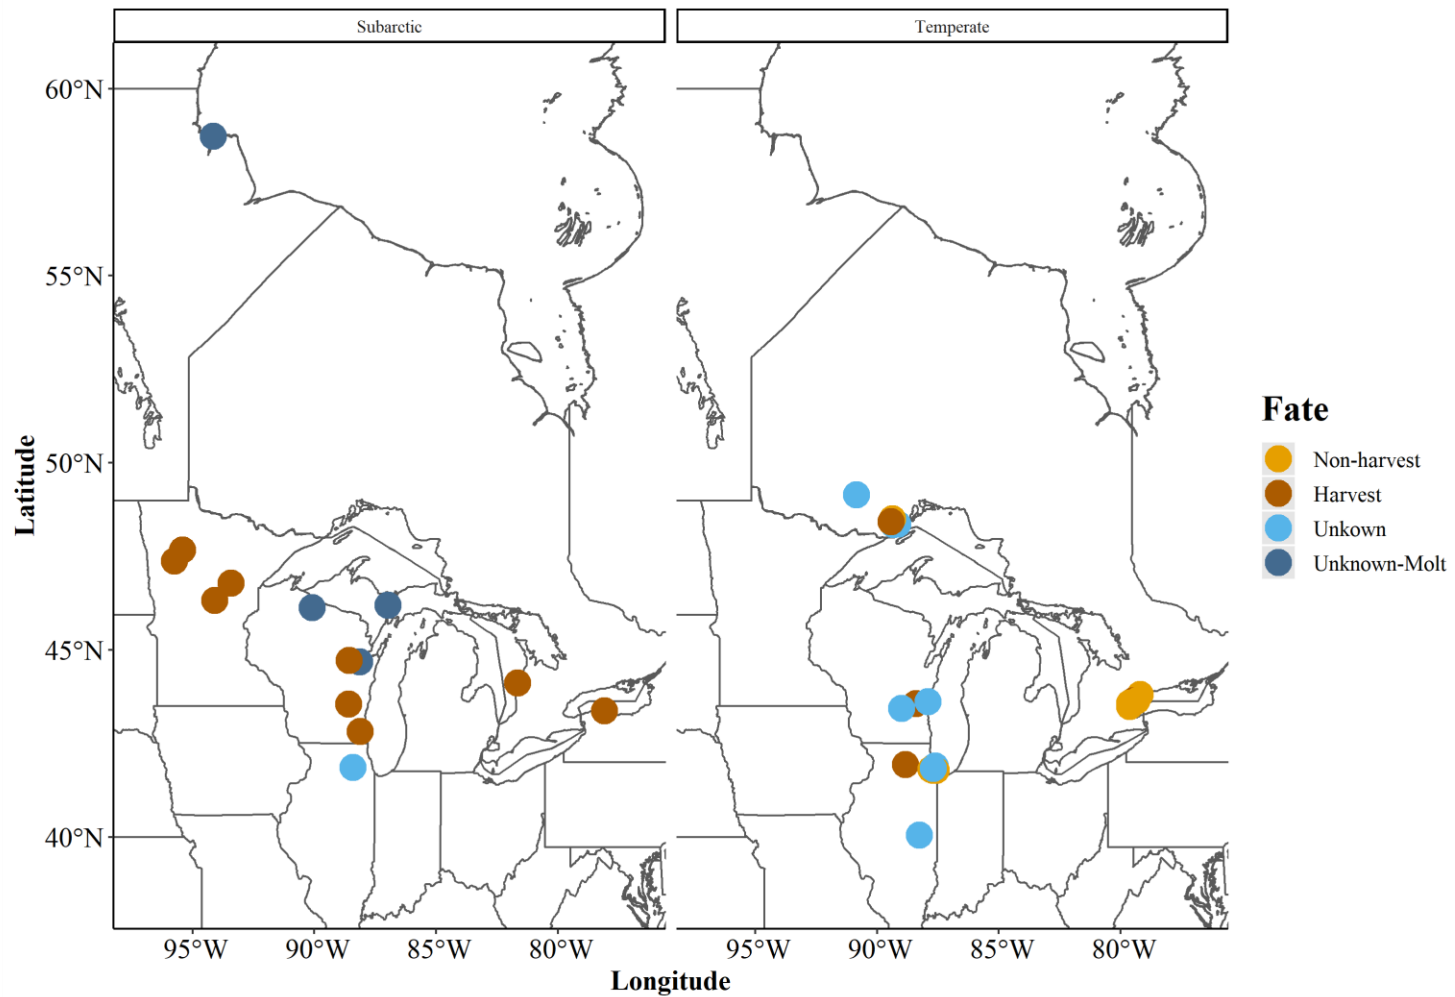 Subarctic Temperate
60°N
55°N
50°N
45°N
40°N
Latitude
95°W 90°W 85°W 80°W 95°W 90°W 85°W 80°W
Longitude
Fate
Non-harvest
Harvest
Unkown
Unknown-Molt